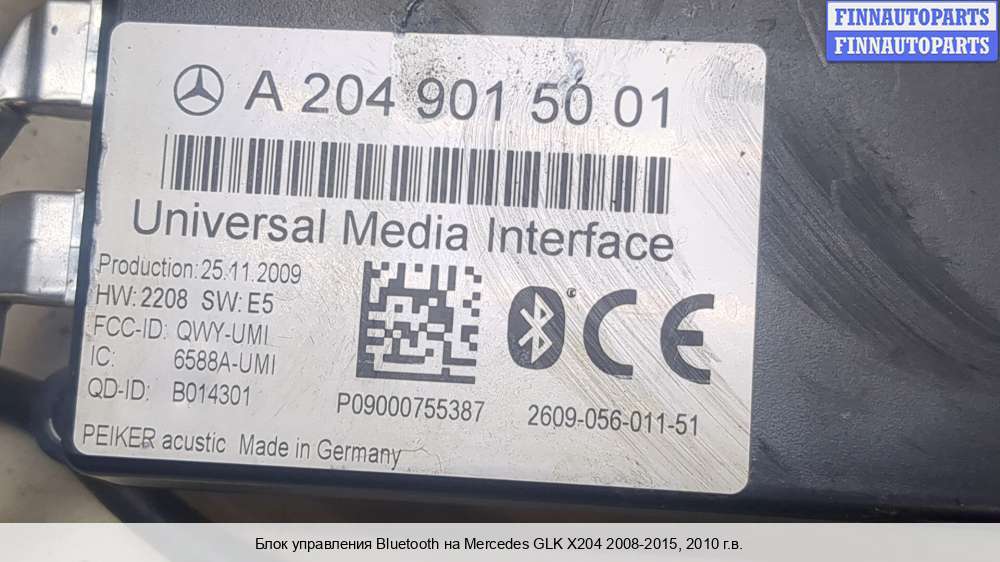 FINNAUTOPARTS
FINNAUTOPARTS
A 204 901 50 01
Universal Media Interface
Production: 25.11.2009
HW: 2208 SW: E5
FCC-ID: QWY-UMI
IC: 6588A-UMI
QD-ID: B014301
P09000755387
2609-056-011-51
PEIKER acustic Made in Germany
Блок управления Bluetooth на Mercedes GLK X204 2008-2015, 2010 г.в.